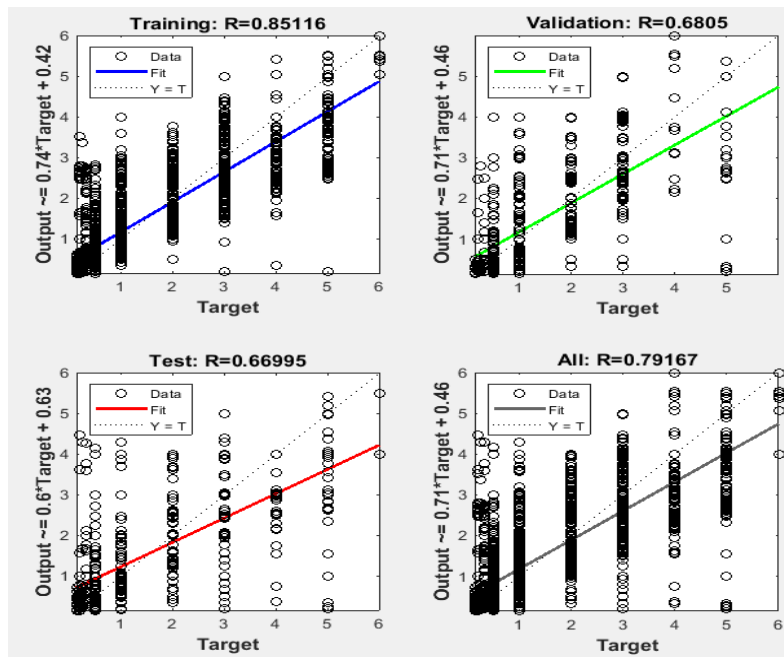 Training: R=0.85116
Output ~= 0.74*Target + 0.42
6
5
4
3
2
1
Data
Fit
Y = T
1 2 3 4 5 6
Target
Validation: R=0.6805
Output ~= 0.71*Target + 0.46
6
5
4
3
2
1
Data
Fit
Y = T
1 2 3 4 5 6
Target
Test: R=0.66995
Output ~= 0.6*Target + 0.63
6
5
4
3
2
1
Data
Fit
Y = T
1 2 3 4 5 6
Target
All: R=0.79167
Output ~= 0.71*Target + 0.46
6
5
4
3
2
1
Data
Fit
Y = T
1 2 3 4 5 6
Target